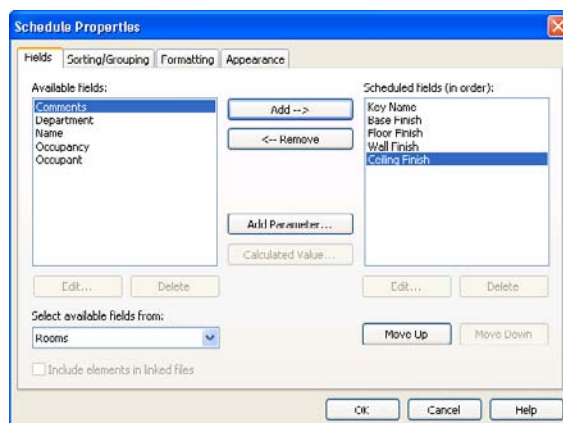 Schedule Properties
Fields Sorting/Grouping Formatting Appearance
Available fields:
Comments
Department
Name
Occupancy
Occupant
Add -->
<-- Remove
Add Parameter...
Calculated Value...
Scheduled fields (in order):
Key Name
Base Finish
Floor Finish
Wall Finish
Ceiling Finish
Edit... Delete
Edit... Delete
Select available fields from:
Rooms
Move Up Move Down
Include elements in linked files
OK Cancel Help